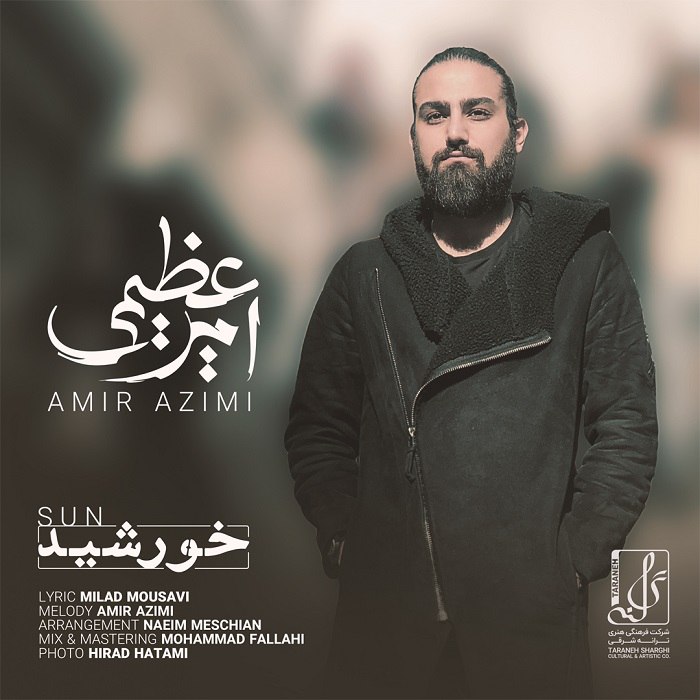 امیر عظیمی
AMIR AZIMI
SUN
خورشید
LYRIC MILAD MOUSAVI
MELODY AMIR AZIMI
ARRANGEMENT NAEIM MESCHIAN
MIX & MASTERING MOHAMMAD FALLAHI
PHOTO HIRAD HATAMI
TARANEH
ترانه
شرکت فرهنگی هنری
ترانه شرقی
TARANEH SHARGHI
CULTURAL & ARTISTIC CO.